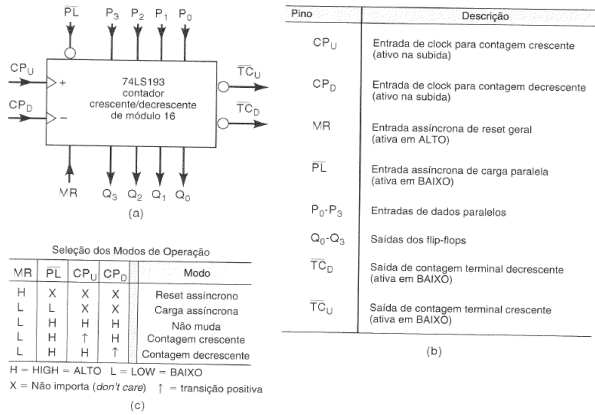 PL P3 P2 P1 P0
CPU + 74LS193 TCU
contador
CPD − crescente/decrescente TCD
de módulo 16
MR Q3 Q2 Q1 Q0
(a)
Seleção dos Modos de Operação
MR PL CPU CPD Modo
H X X X Reset assíncrono
L L X X Carga assíncrona
L H H H Não muda
L H ↑ H Contagem crescente
L H H ↑ Contagem decrescente
H – HIGH = ALTO L = LOW = BAIXO
X = Não importa (don't care) ↑ = transição positiva
(c)
Pino Descrição
CPU Entrada de clock para contagem crescente
(ativo na subida)
CPD Entrada de clock para contagem decrescente
(ativo na subida)
MR Entrada assíncrona de reset geral
(ativa em ALTO)
PL Entrada assíncrona de carga paralela
(ativa em BAIXO)
P0-P3 Entradas de dados paralelos
Q0-Q3 Saídas dos flip-flops
TCD Saída de contagem terminal decrescente
(ativa em BAIXO)
TCU Saída de contagem terminal crescente
(ativa em BAIXO)
(b)